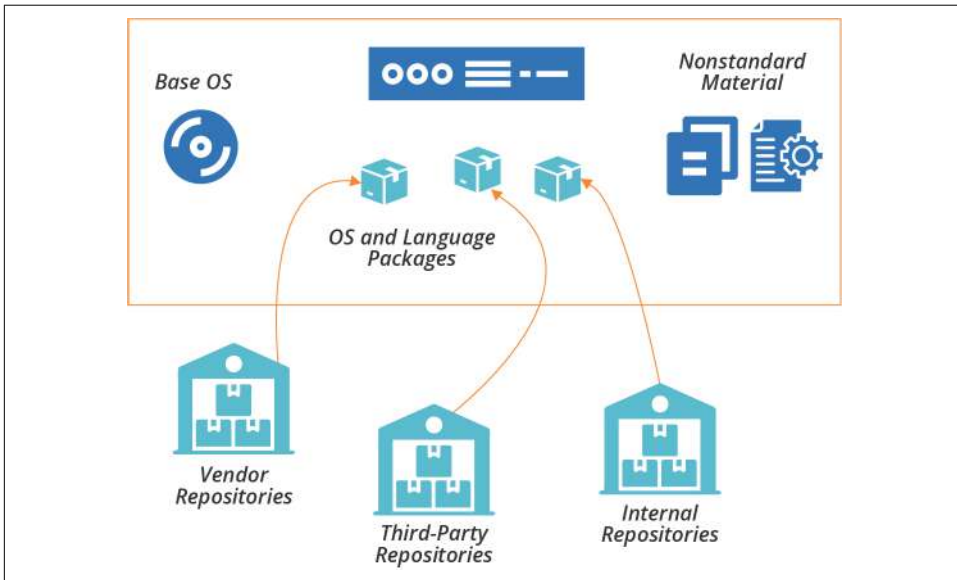 Base OS
Nonstandard
Material
OS and Language
Packages
Vendor
Repositories
Third-Party
Repositories
Internal
Repositories